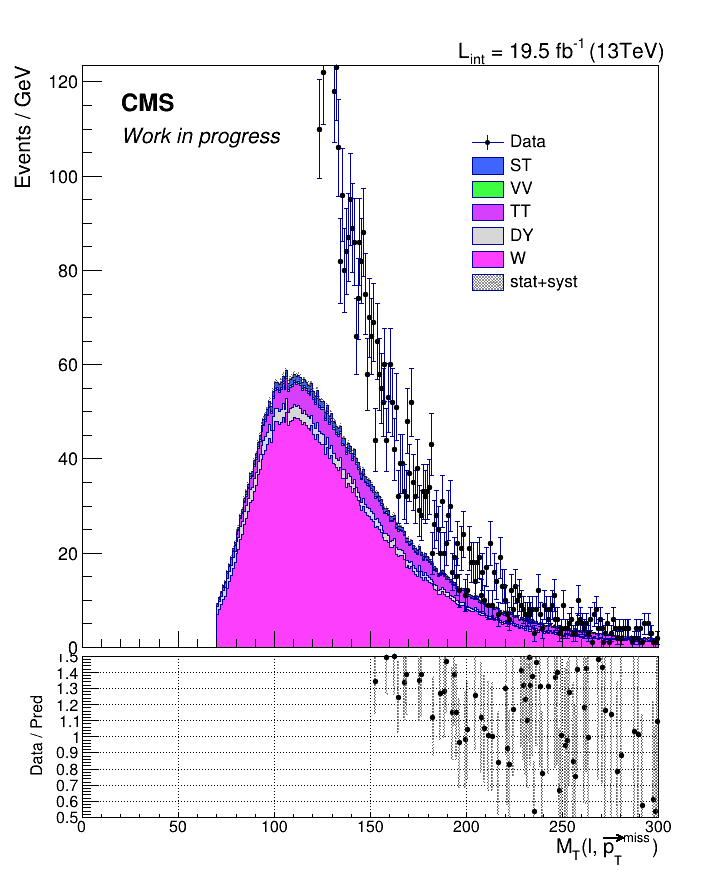 L_int = 19.5 fb^-1 (13TeV)
Events / GeV
120
100
80
60
40
20
0
CMS
Work in progress
Data
ST
VV
TT
DY
W
stat+syst
Data / Pred
1.5
1.4
1.3
1.2
1.1
1
0.9
0.8
0.7
0.6
0.5
0 50 100 150 200 250 300
M_T(l, p_T^miss)